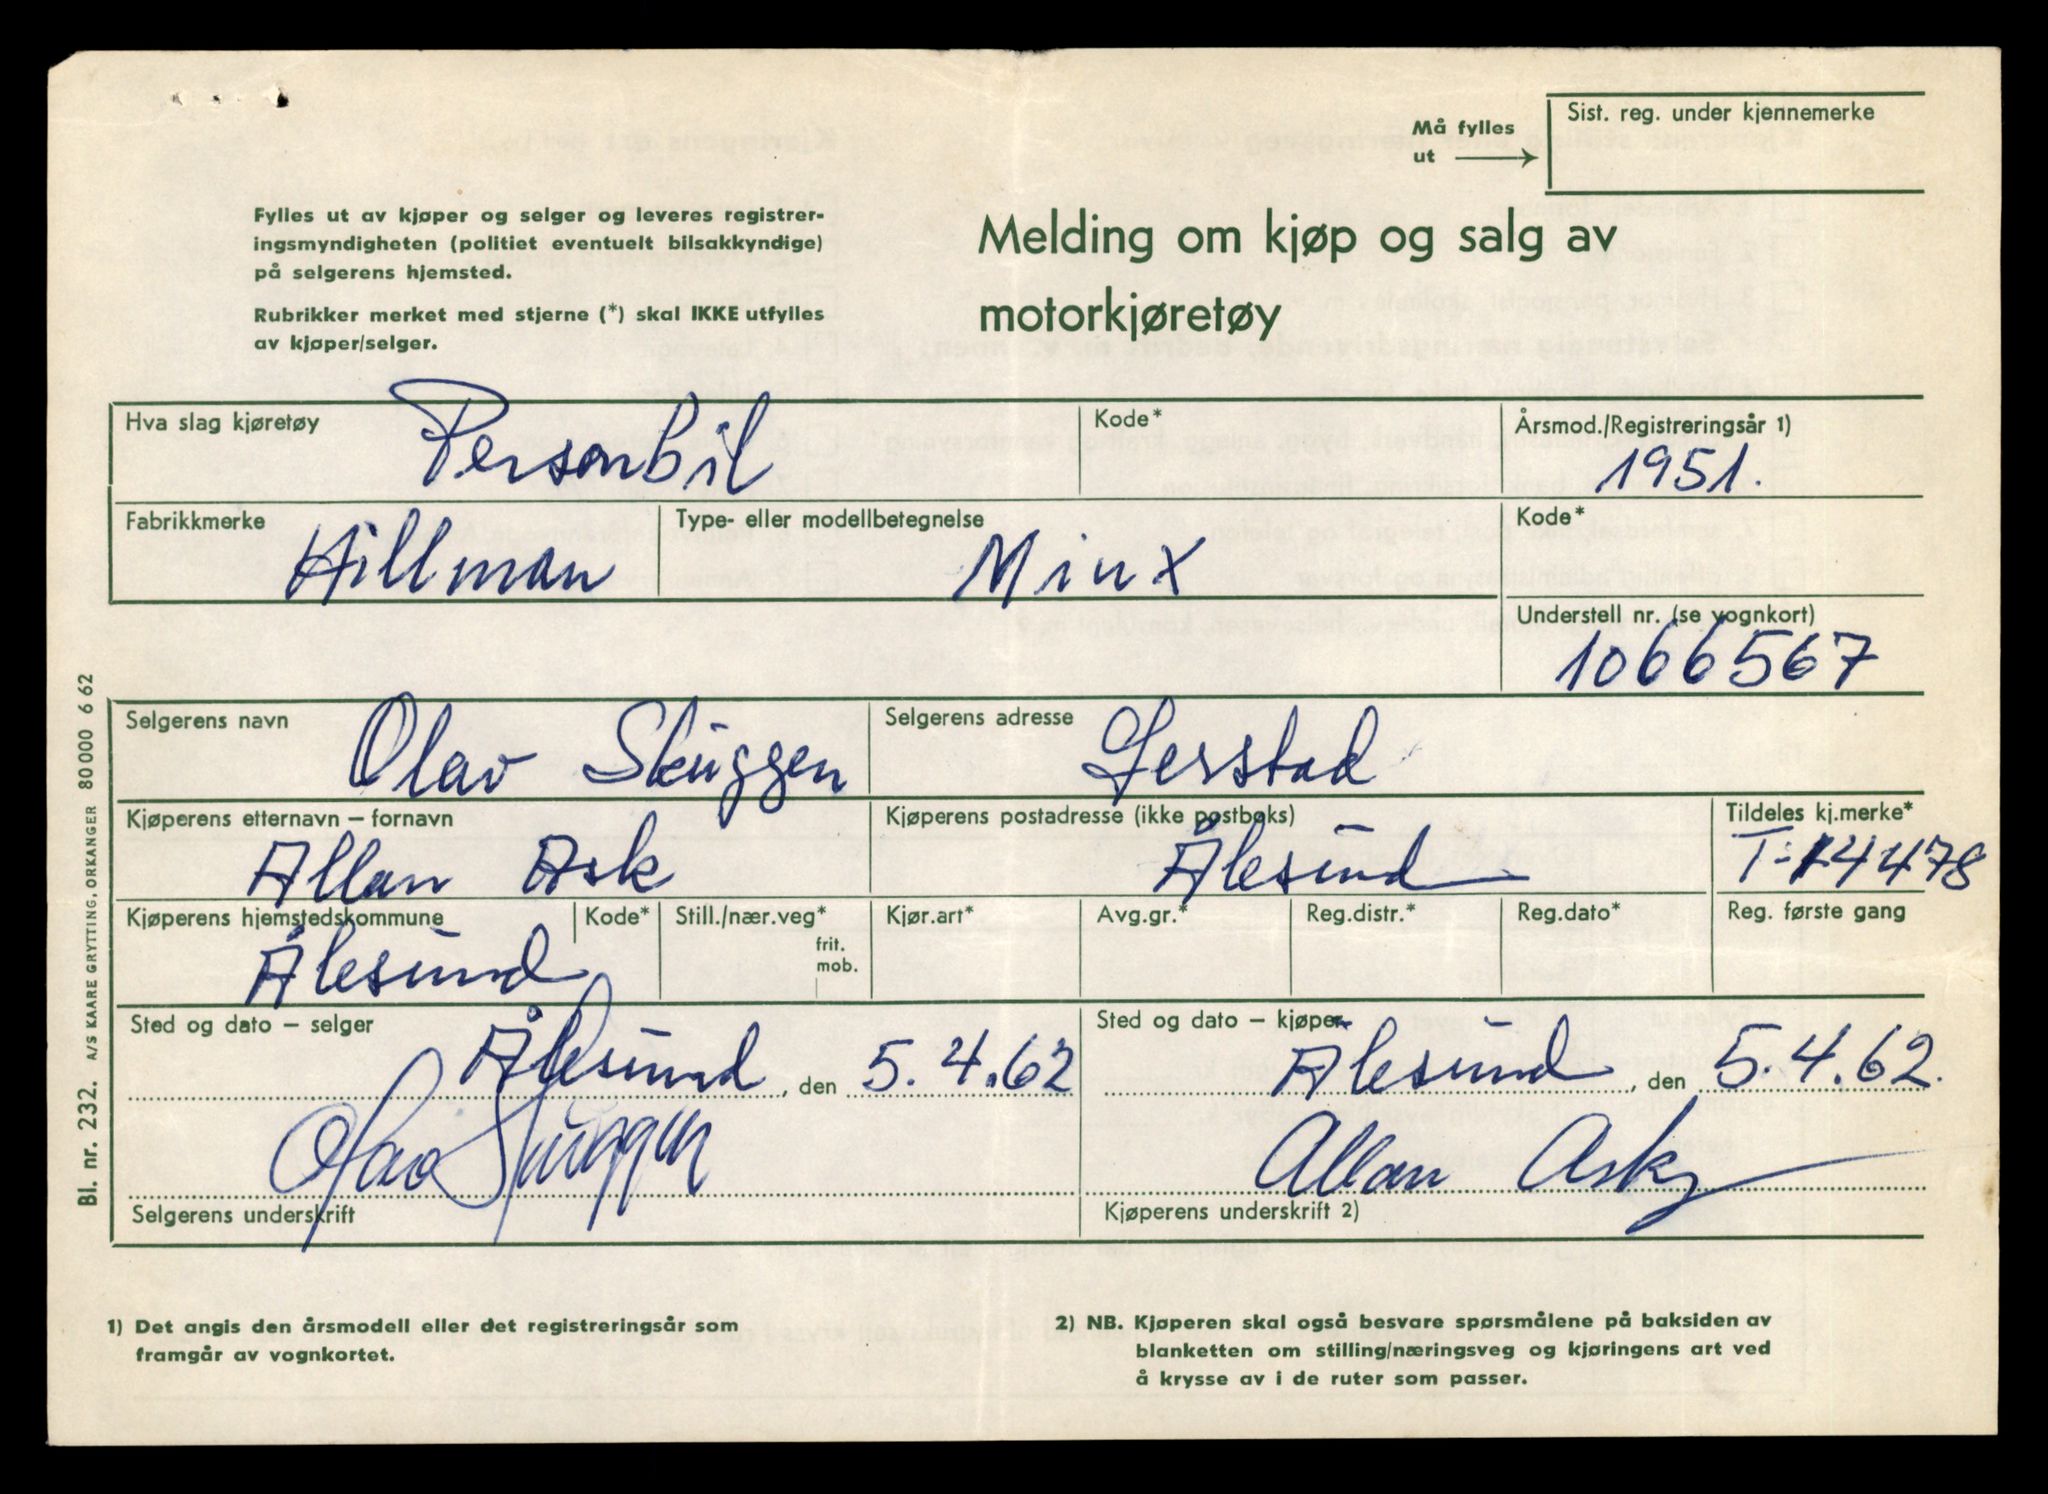 Må fylles ut
Sist. reg. under kjennemerke
Fylles ut av kjøper og selger og leveres registrer-
ingsmyndigheten (politiet eventuelt bilsakkyndige)
på selgerens hjemsted.
Rubrikker merket med stjerne (*) skal IKKE utfylles
av kjøper/selger.
Melding om kjøp og salg av
motorkjøretøy
Hva slag kjøretøy Personbil
Kode*
Årsmod./Registreringsår 1) 1951.
Fabrikkmerke Hillman
Type- eller modellbetegnelse Minx
Kode*
Understell nr. (se vognkort) 1066567
Selgerens navn Olav Skuggen
Selgerens adresse
Kjøperens etternavn – fornavn Allan Ask
Kjøperens postadresse (ikke postboks) Ålesund
Tildeles kj.merke* T-14478
Kjøperens hjemstedskommune Ålesund
Kode*
Still./nær.veg*
frit.
mob.
Kjør.art*
Avg.gr.*
Reg.distr.*
Reg.dato*
Reg. første gang
Sted og dato – selger Ålesund, den 5.4.62
Sted og dato – kjøper Ålesund, den 5.4.62.
Olav Skuggen
Allan Ask
Selgerens underskrift
Kjøperens underskrift 2)
1) Det angis den årsmodell eller det registreringsår som
framgår av vognkortet.
2) NB. Kjøperen skal også besvare spørsmålene på baksiden av
blanketten om stilling/næringsveg og kjøringens art ved
å krysse av i de ruter som passer.
Bl. nr. 232. A/S KAARE GRYTTING, ORKANGER 80000 6 62